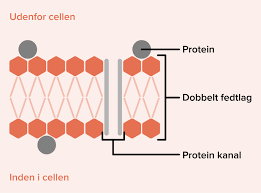 Udenfor cellen
Protein
Dobbelt fedtlag
Protein kanal
Inden i cellen